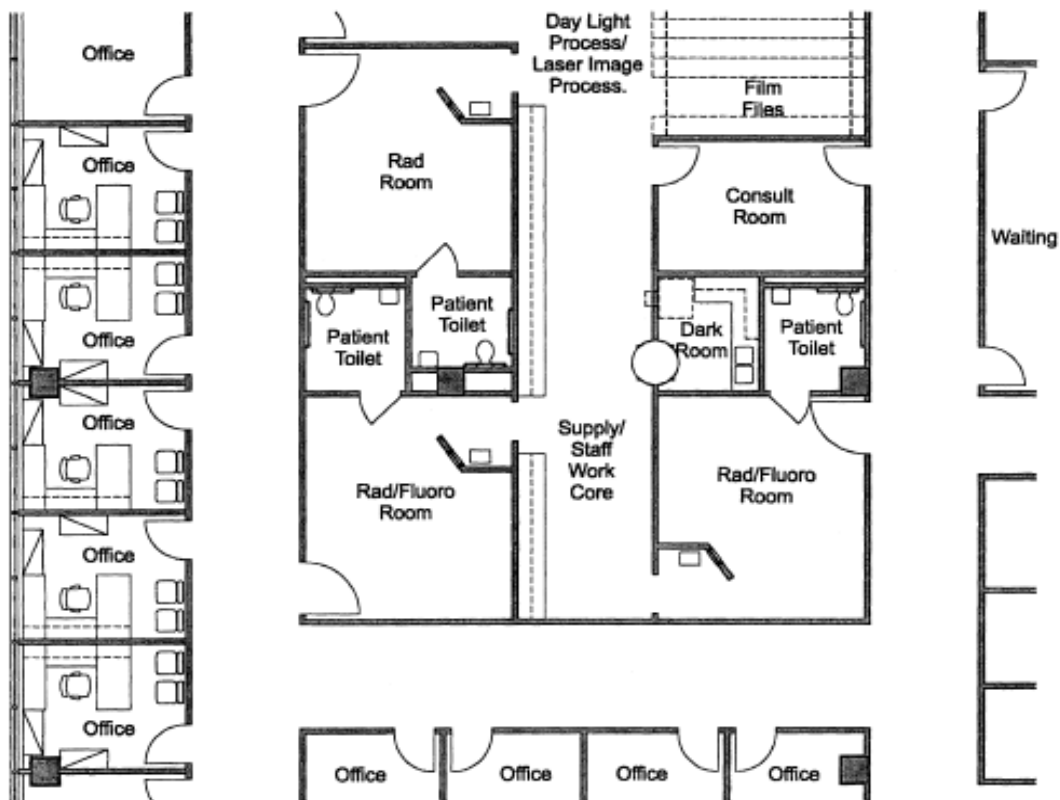 Office
Day Light
Process/
Laser Image
Process.
Film
Files
Office
Rad
Room
Consult
Room
Waiting
Office
Patient
Toilet
Patient
Toilet
Dark
Room
Patient
Toilet
Office
Supply/
Staff
Work
Core
Rad/Fluoro
Room
Rad/Fluoro
Room
Office
Office
Office
Office
Office
Office